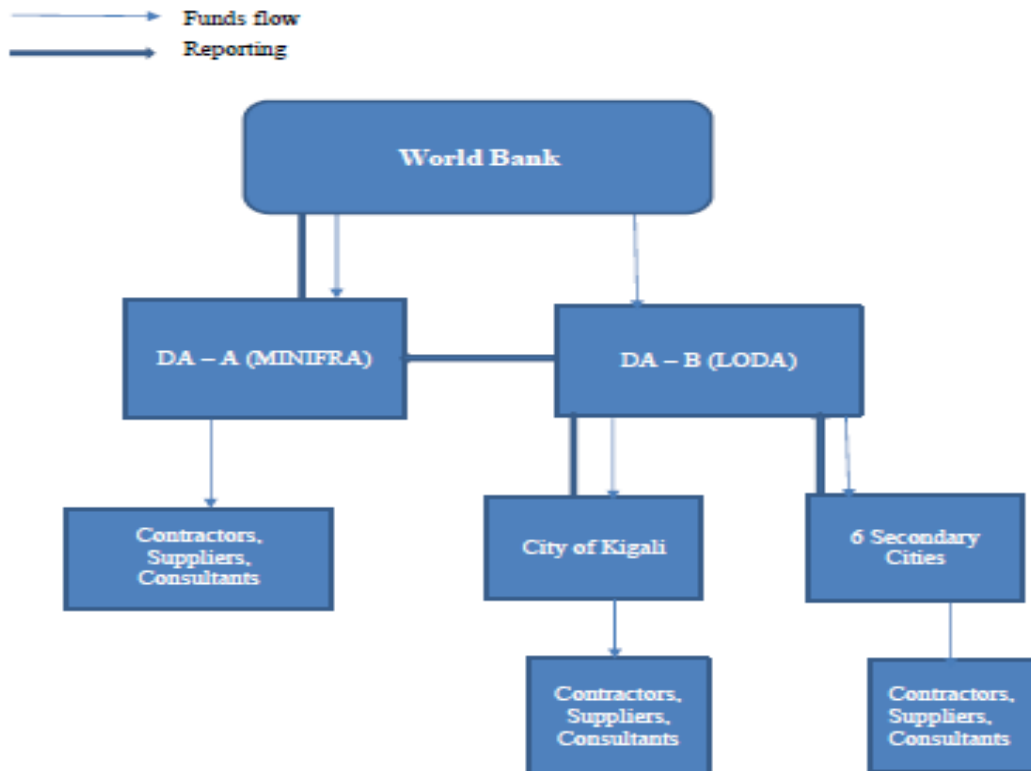 Funds flow
Reporting
World Bank
DA – A (MINIFRA)
DA – B (LODA)
Contractors,
Suppliers,
Consultants
City of Kigali
6 Secondary
Cities
Contractors,
Suppliers,
Consultants
Contractors,
Suppliers,
Consultants